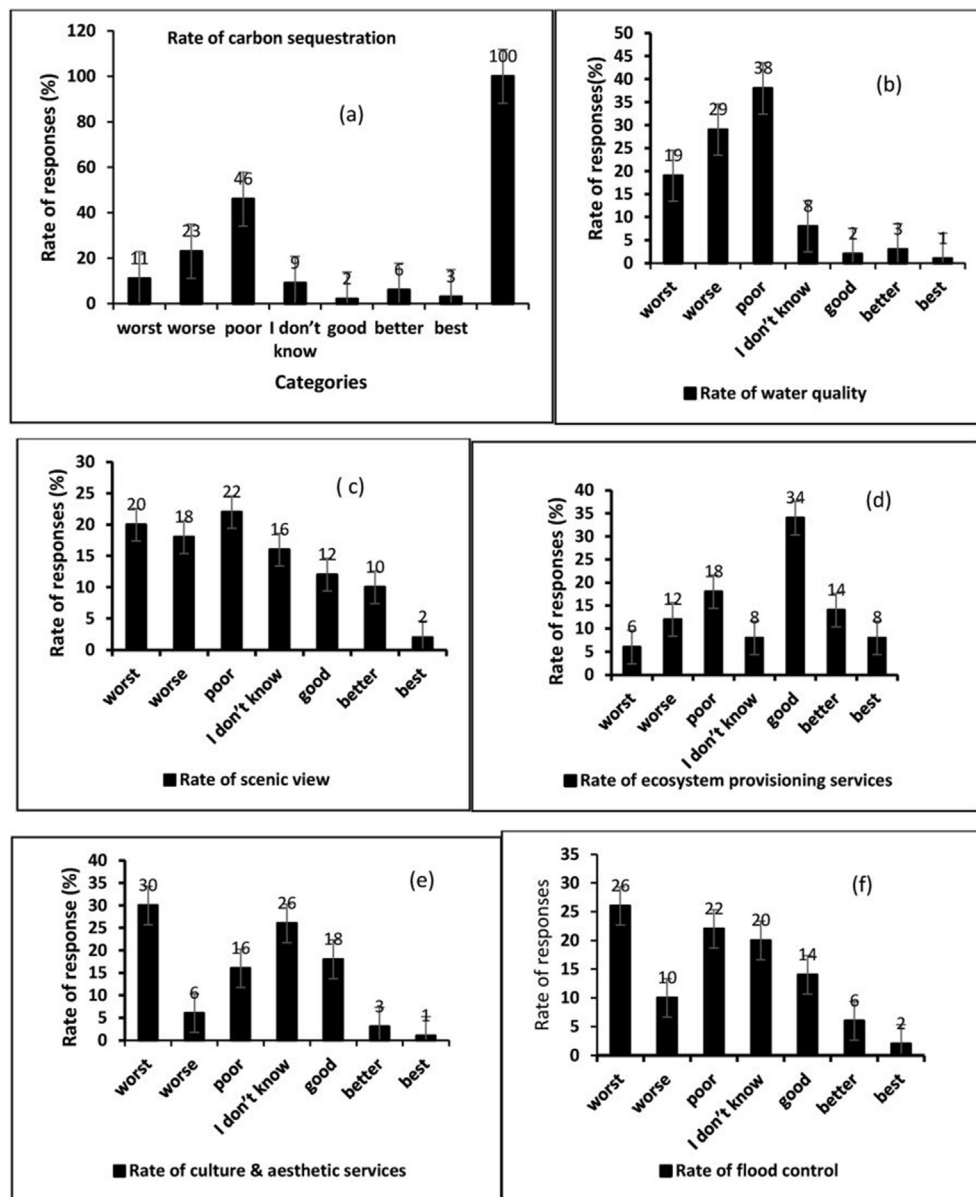 Rate of carbon sequestration
(a)
Rate of responses (%)
120
100
80
60
40
20
0
11
23
46
9
2
6
3
100
worst worse poor I don't good better best
know
Categories
(b)
Rate of responses(%)
50
45
40
35
30
25
20
15
10
5
0
19
29
38
8
2
3
1
worst
worse
poor
I don't know
good
better
best
Rate of water quality
( c)
Rate of responses (%)
30
25
20
15
10
5
0
20
18
22
16
12
10
2
worst
worse
poor
I don't know
good
better
best
Rate of scenic view
(d)
Rate of responses (%)
40
35
30
25
20
15
10
5
0
6
12
18
8
34
14
8
worst
worse
poor
I don't know
good
better
best
Rate of ecosystem provisioning services
(e)
Rate of response (%)
40
35
30
25
20
15
10
5
0
30
6
16
26
18
3
1
worst
worse
poor
I don't know
good
better
best
Rate of culture & aesthetic services
(f)
Rate of responses
35
30
25
20
15
10
5
0
26
10
22
20
14
6
2
worst
worse
poor
I don't know
good
better
best
Rate of flood control